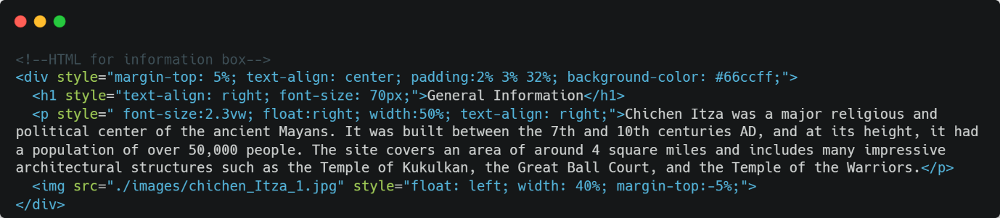 <!--HTML for information box-->
<div style="margin-top: 5%; text-align: center; padding:2% 3% 32%; background-color: #66ccff;">
  <h1 style="text-align: right; font-size: 70px;">General Information</h1>
  <p style=" font-size:2.3vw; float:right; width:50%; text-align: right;">Chichen Itza was a major religious and
political center of the ancient Mayans. It was built between the 7th and 10th centuries AD, and at its height, it had
a population of over 50,000 people. The site covers an area of around 4 square miles and includes many impressive
architectural structures such as the Temple of Kukulkan, the Great Ball Court, and the Temple of the Warriors.</p>
  <img src="./images/chichen_Itza_1.jpg" style="float: left; width: 40%; margin-top:-5%;">
</div>